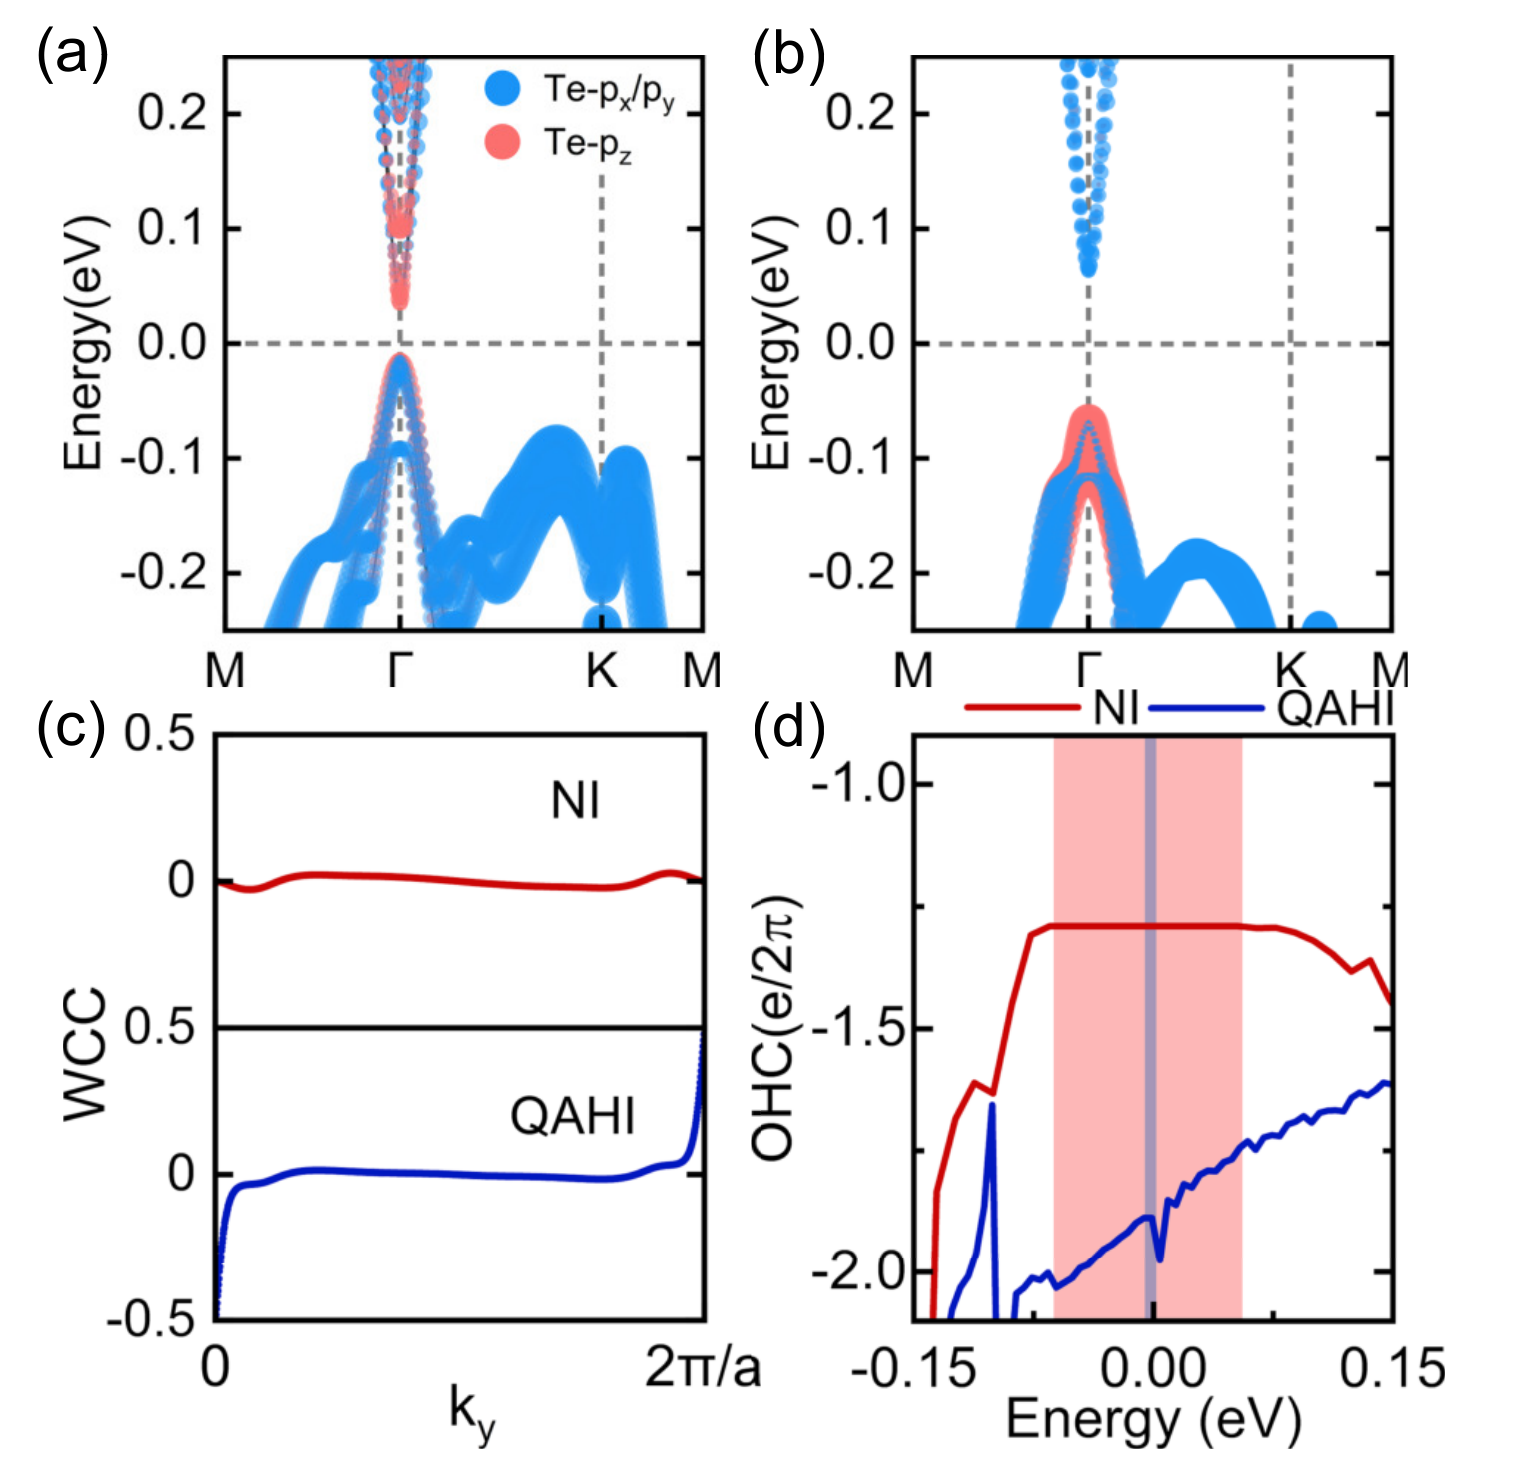 (a)
Energy(eV)
0.2
0.1
0.0
-0.1
-0.2
Te-px/py
Te-pz
M Γ K M
(b)
Energy(eV)
0.2
0.1
0.0
-0.1
-0.2
M Γ K M
(c)
WCC
0.5
0
0.5
0
-0.5
NI
QAHI
0 2π/a
ky
(d)
NI QAHI
OHC(e/2π)
-1.0
-1.5
-2.0
-0.15 0.00 0.15
Energy (eV)